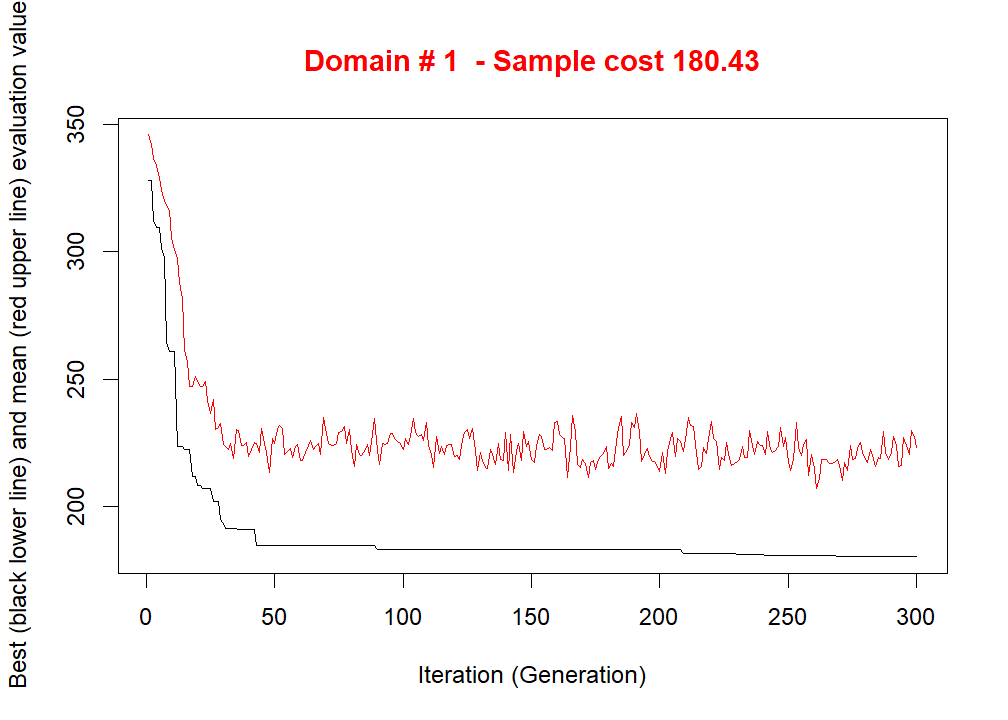 Domain # 1  - Sample cost 180.43
Best (black lower line) and mean (red upper line) evaluation value
350
300
250
200
0 50 100 150 200 250 300
Iteration (Generation)